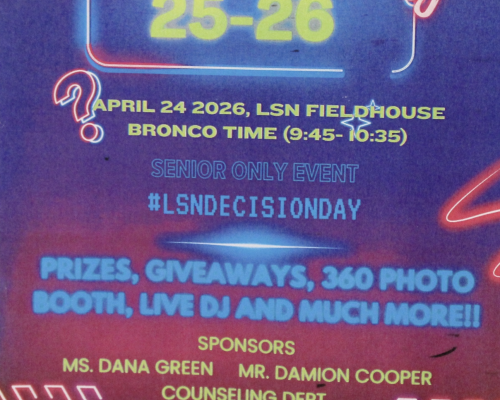 25-26
APRIL 24 2026, LSN FIELDHOUSE
BRONCO TIME (9:45- 10:35)
SENIOR ONLY EVENT
#LSNDECISIONDAY
PRIZES, GIVEAWAYS, 360 PHOTO
BOOTH, LIVE DJ AND MUCH MORE!!
SPONSORS
MS. DANA GREEN MR. DAMION COOPER
COUNSELING DEPT